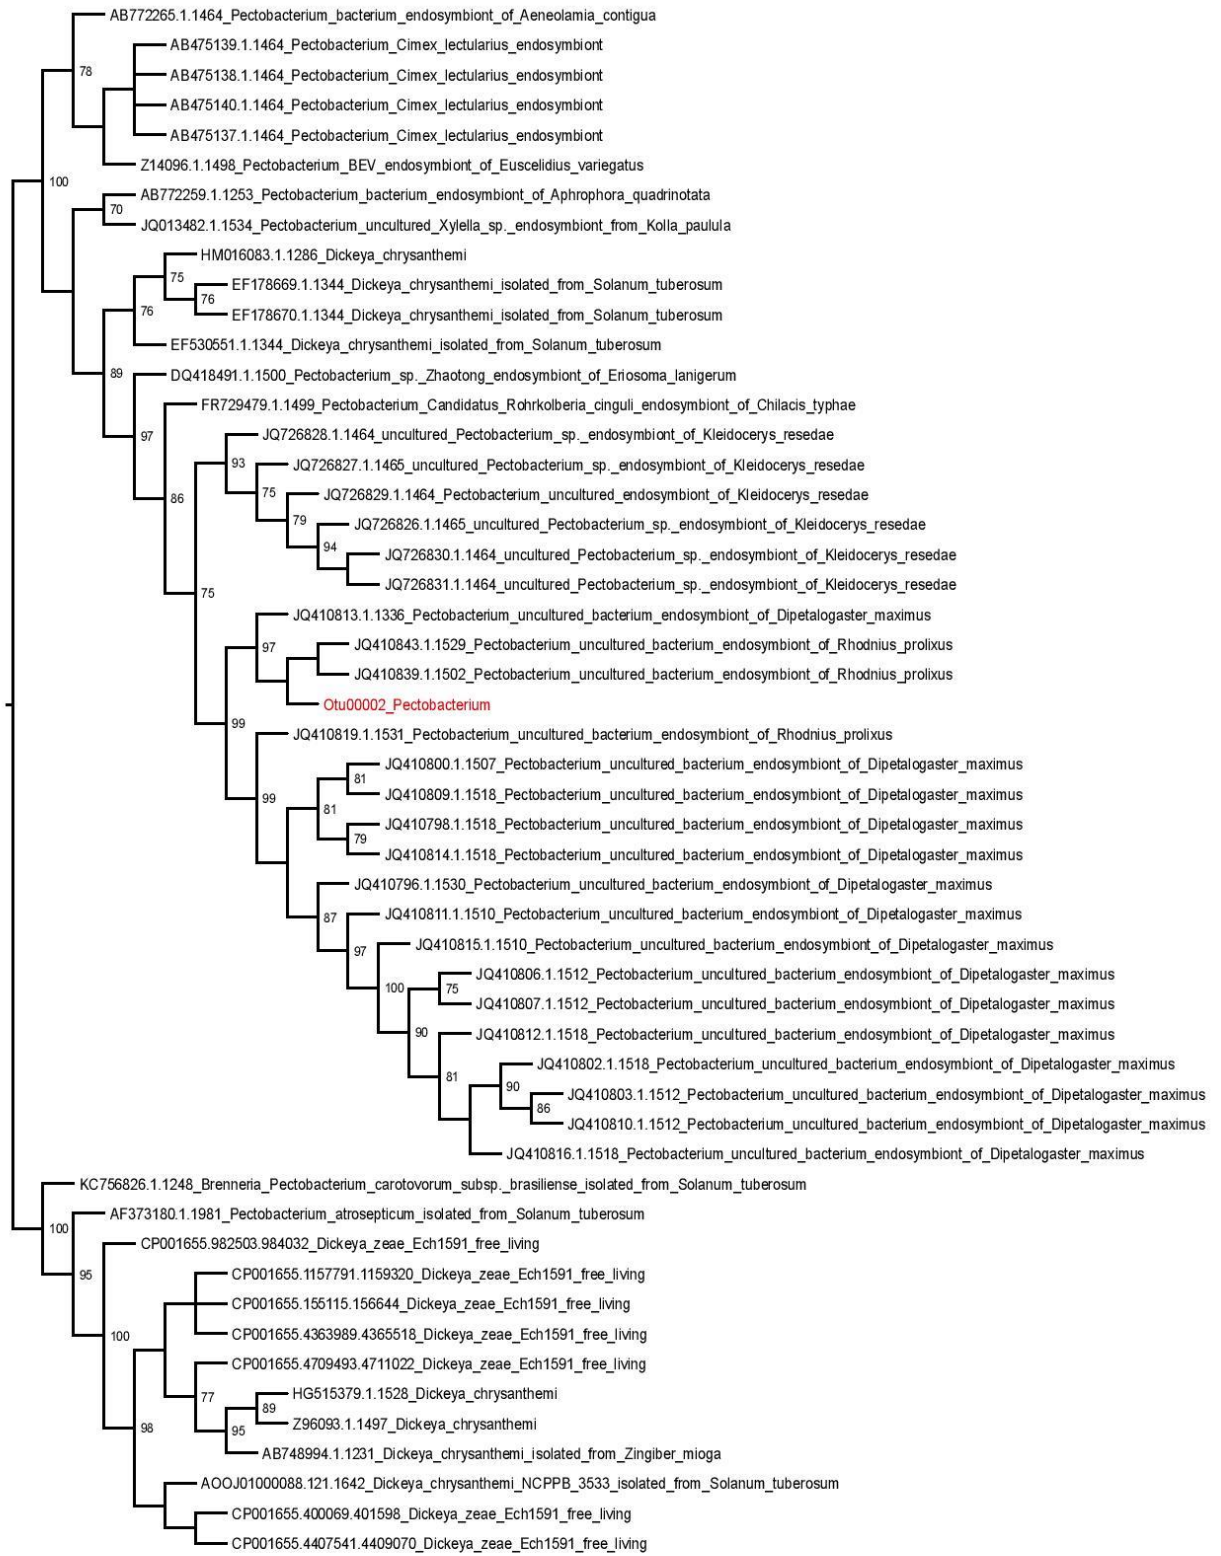 AB772265.1.1464_Pectobacterium_bacterium_endosymbiont_of_Aeneolamia_contigua
AB475139.1.1464_Pectobacterium_Cimex_lectularius_endosymbiont
78
AB475138.1.1464_Pectobacterium_Cimex_lectularius_endosymbiont
AB475140.1.1464_Pectobacterium_Cimex_lectularius_endosymbiont
AB475137.1.1464_Pectobacterium_Cimex_lectularius_endosymbiont
Z14096.1.1498_Pectobacterium_BEV_endosymbiont_of_Euscelidius_variegatus
100
AB772259.1.1253_Pectobacterium_bacterium_endosymbiont_of_Aphrophora_quadrinotata
70
JQ013482.1.1534_Pectobacterium_uncultured_Xylella_sp._endosymbiont_from_Kolla_paulula
HM016083.1.1286_Dickeya_chrysanthemi
75
EF178669.1.1344_Dickeya_chrysanthemi_isolated_from_Solanum_tuberosum
76
76
EF178670.1.1344_Dickeya_chrysanthemi_isolated_from_Solanum_tuberosum
EF530551.1.1344_Dickeya_chrysanthemi_isolated_from_Solanum_tuberosum
89
DQ418491.1.1500_Pectobacterium_sp._Zhaotong_endosymbiont_of_Eriosoma_lanigerum
FR729479.1.1499_Pectobacterium_Candidatus_Rohrkolberia_cinguli_endosymbiont_of_Chilacis_typhae
97
JQ726828.1.1464_uncultured_Pectobacterium_sp._endosymbiont_of_Kleidocerys_resedae
93
JQ726827.1.1465_uncultured_Pectobacterium_sp._endosymbiont_of_Kleidocerys_resedae
86
75
JQ726829.1.1464_Pectobacterium_uncultured_endosymbiont_of_Kleidocerys_resedae
79
JQ726826.1.1465_uncultured_Pectobacterium_sp._endosymbiont_of_Kleidocerys_resedae
94
JQ726830.1.1464_uncultured_Pectobacterium_sp._endosymbiont_of_Kleidocerys_resedae
JQ726831.1.1464_uncultured_Pectobacterium_sp._endosymbiont_of_Kleidocerys_resedae
75
JQ410813.1.1336_Pectobacterium_uncultured_bacterium_endosymbiont_of_Dipetalogaster_maximus
97
JQ410843.1.1529_Pectobacterium_uncultured_bacterium_endosymbiont_of_Rhodnius_prolixus
JQ410839.1.1502_Pectobacterium_uncultured_bacterium_endosymbiont_of_Rhodnius_prolixus
Otu00002_Pectobacterium
99
JQ410819.1.1531_Pectobacterium_uncultured_bacterium_endosymbiont_of_Rhodnius_prolixus
JQ410800.1.1507_Pectobacterium_uncultured_bacterium_endosymbiont_of_Dipetalogaster_maximus
81
99
JQ410809.1.1518_Pectobacterium_uncultured_bacterium_endosymbiont_of_Dipetalogaster_maximus
81
JQ410798.1.1518_Pectobacterium_uncultured_bacterium_endosymbiont_of_Dipetalogaster_maximus
79
JQ410814.1.1518_Pectobacterium_uncultured_bacterium_endosymbiont_of_Dipetalogaster_maximus
JQ410796.1.1530_Pectobacterium_uncultured_bacterium_endosymbiont_of_Dipetalogaster_maximus
87
JQ410811.1.1510_Pectobacterium_uncultured_bacterium_endosymbiont_of_Dipetalogaster_maximus
97
JQ410815.1.1510_Pectobacterium_uncultured_bacterium_endosymbiont_of_Dipetalogaster_maximus
JQ410806.1.1512_Pectobacterium_uncultured_bacterium_endosymbiont_of_Dipetalogaster_maximus
100
75
JQ410807.1.1512_Pectobacterium_uncultured_bacterium_endosymbiont_of_Dipetalogaster_maximus
90
JQ410812.1.1518_Pectobacterium_uncultured_bacterium_endosymbiont_of_Dipetalogaster_maximus
JQ410802.1.1518_Pectobacterium_uncultured_bacterium_endosymbiont_of_Dipetalogaster_maximus
81
90
JQ410803.1.1512_Pectobacterium_uncultured_bacterium_endosymbiont_of_Dipetalogaster_maximus
86
JQ410810.1.1512_Pectobacterium_uncultured_bacterium_endosymbiont_of_Dipetalogaster_maximus
JQ410816.1.1518_Pectobacterium_uncultured_bacterium_endosymbiont_of_Dipetalogaster_maximus
KC756826.1.1248_Brenneria_Pectobacterium_carotovorum_subsp._brasiliense_isolated_from_Solanum_tuberosum
AF373180.1.1981_Pectobacterium_atrosepticum_isolated_from_Solanum_tuberosum
100
CP001655.982503.984032_Dickeya_zeae_Ech1591_free_living
95
CP001655.1157791.1159320_Dickeya_zeae_Ech1591_free_living
CP001655.155115.156644_Dickeya_zeae_Ech1591_free_living
CP001655.4363989.4365518_Dickeya_zeae_Ech1591_free_living
100
CP001655.4709493.4711022_Dickeya_zeae_Ech1591_free_living
77
HG515379.1.1528_Dickeya_chrysanthemi
89
Z96093.1.1497_Dickeya_chrysanthemi
98
95
AB748994.1.1231_Dickeya_chrysanthemi_isolated_from_Zingiber_mioga
AOOJ01000088.121.1642_Dickeya_chrysanthemi_NCPPB_3533_isolated_from_Solanum_tuberosum
CP001655.400069.401598_Dickeya_zeae_Ech1591_free_living
CP001655.4407541.4409070_Dickeya_zeae_Ech1591_free_living